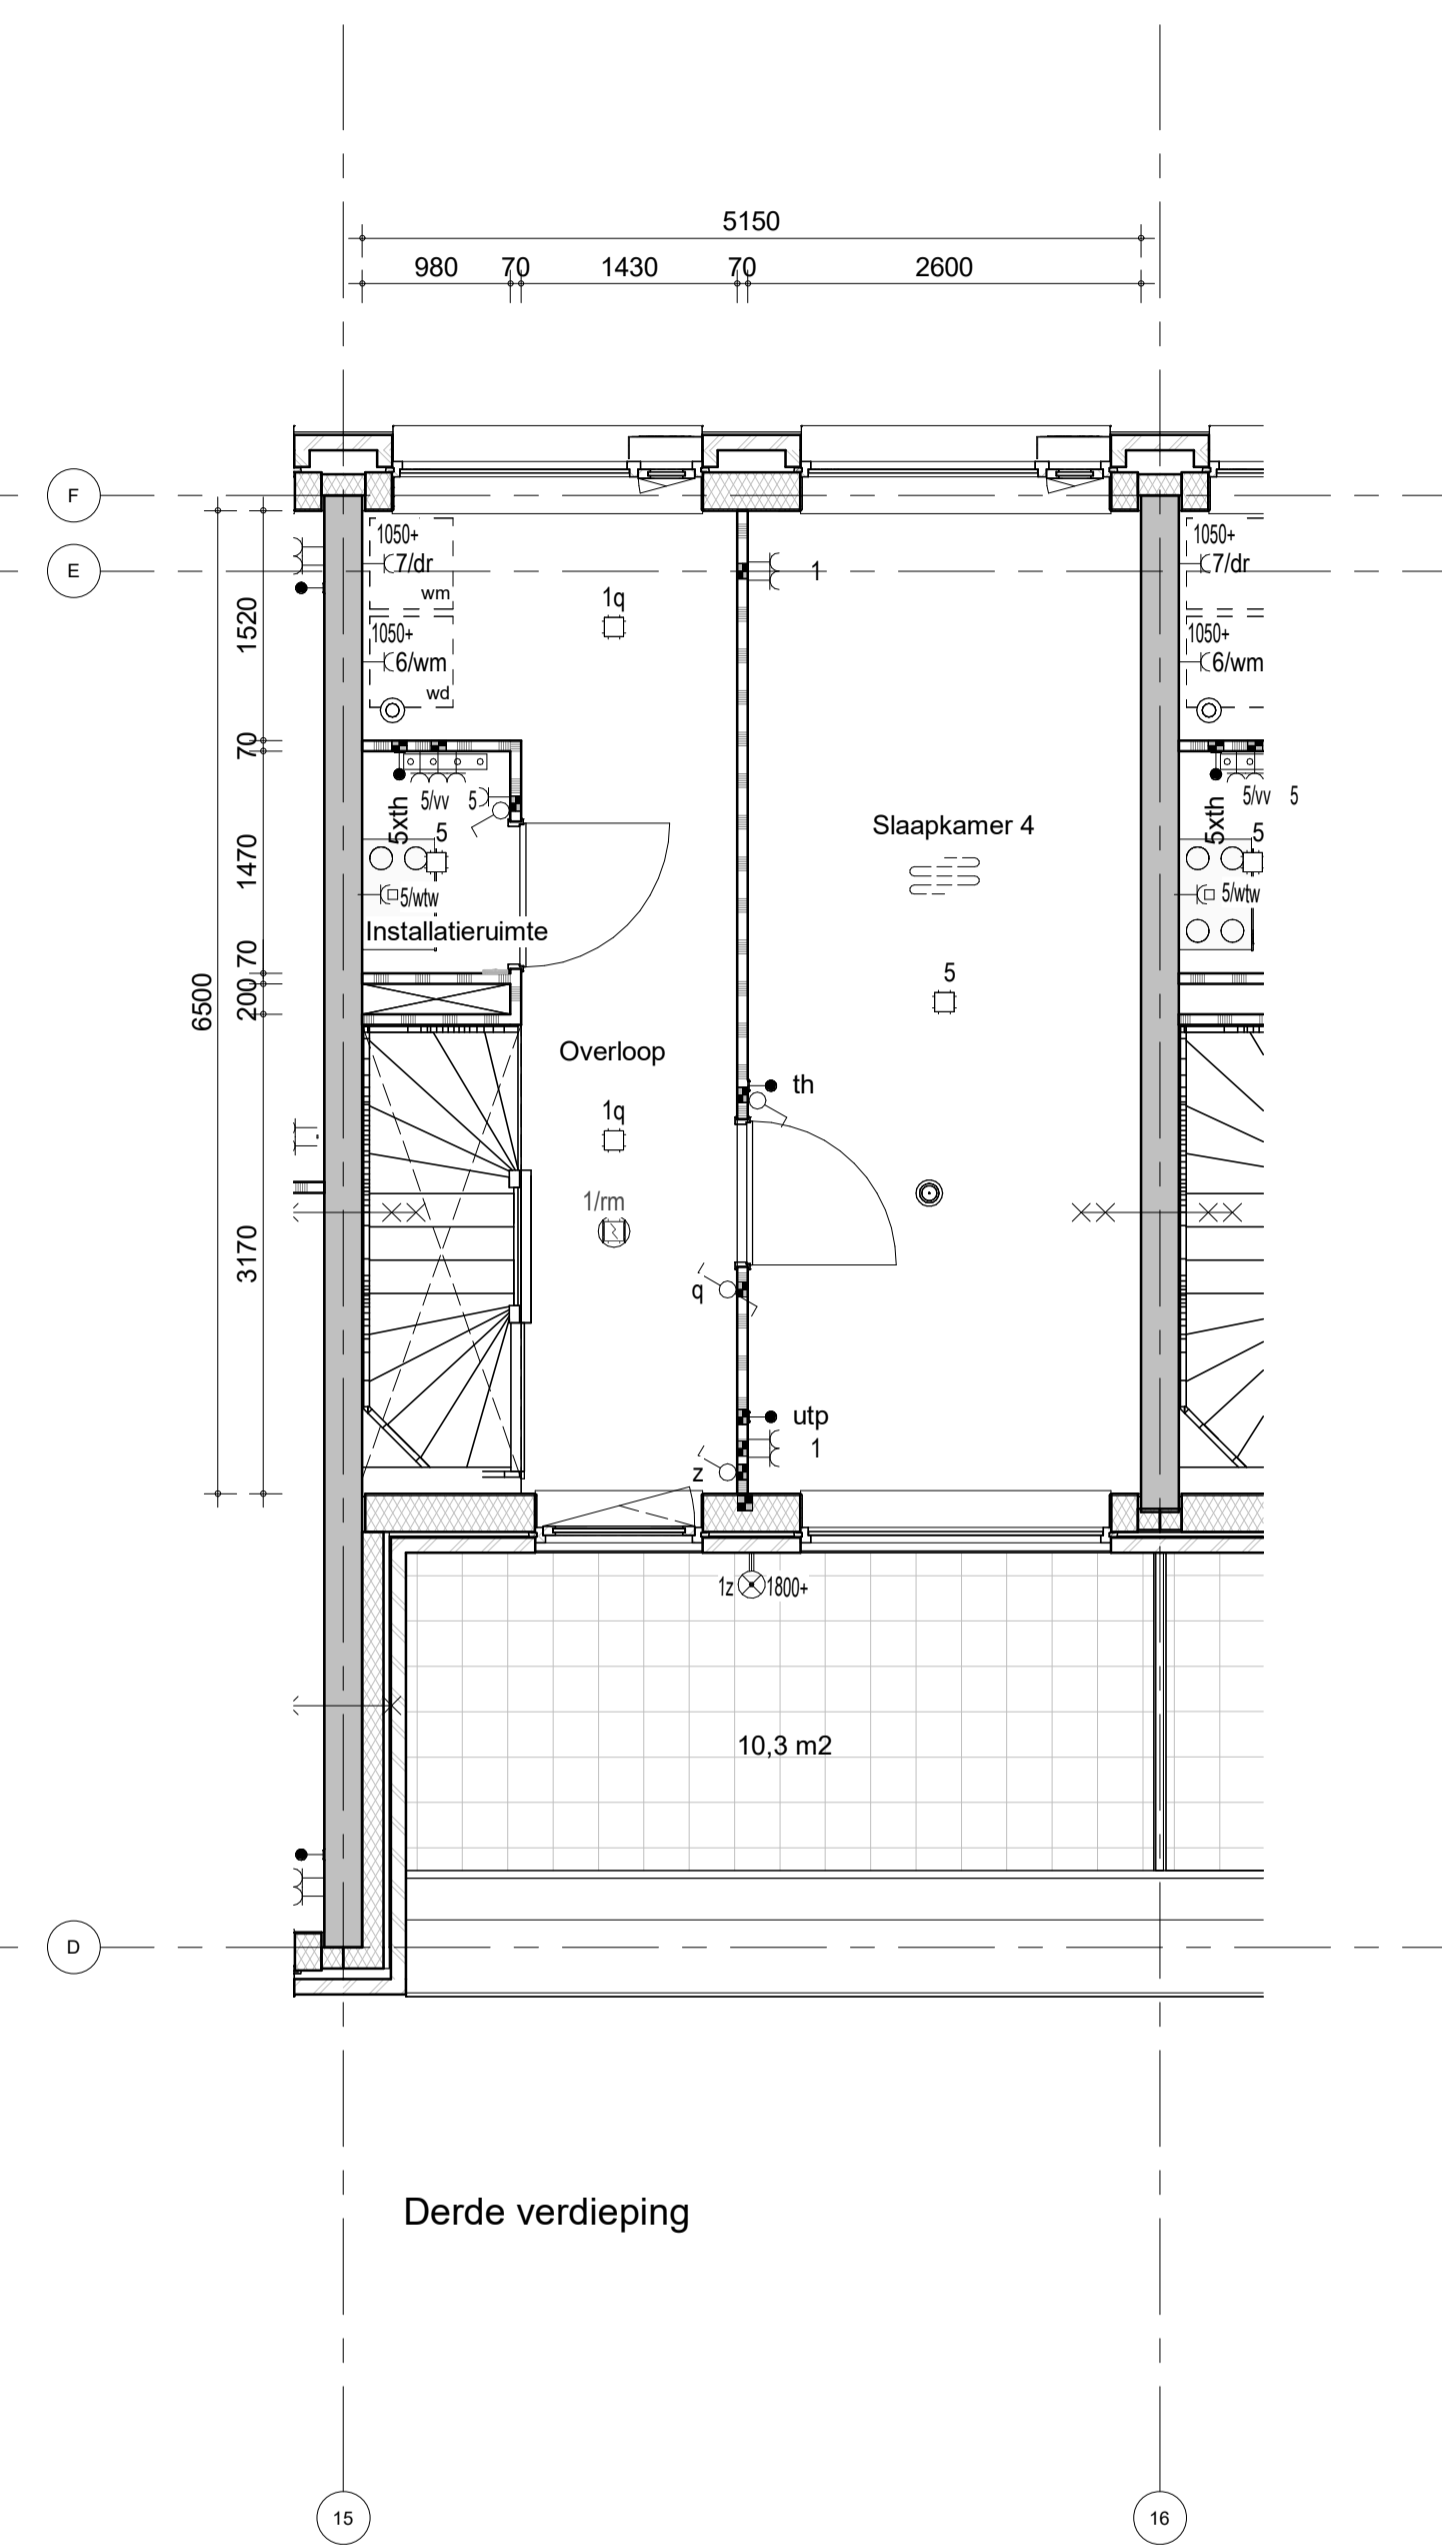 5150
980 70 1430 70 2600
F
1050+
7/dr
1050+
7/dr
E
1
wm
1q
1520
1050+
6/wm
1050+
6/wm
wd
70
5/vv 5
5/vv 5
5xth
5
5xth
5
Slaapkamer 4
1470
5/wtw
5/wtw
Installatieruimte
70
5
200
6500
Overloop
th
1q
1/rm
3170
q
utp
1
z
1z 1800+
10,3 m2
D
Derde verdieping
15
16